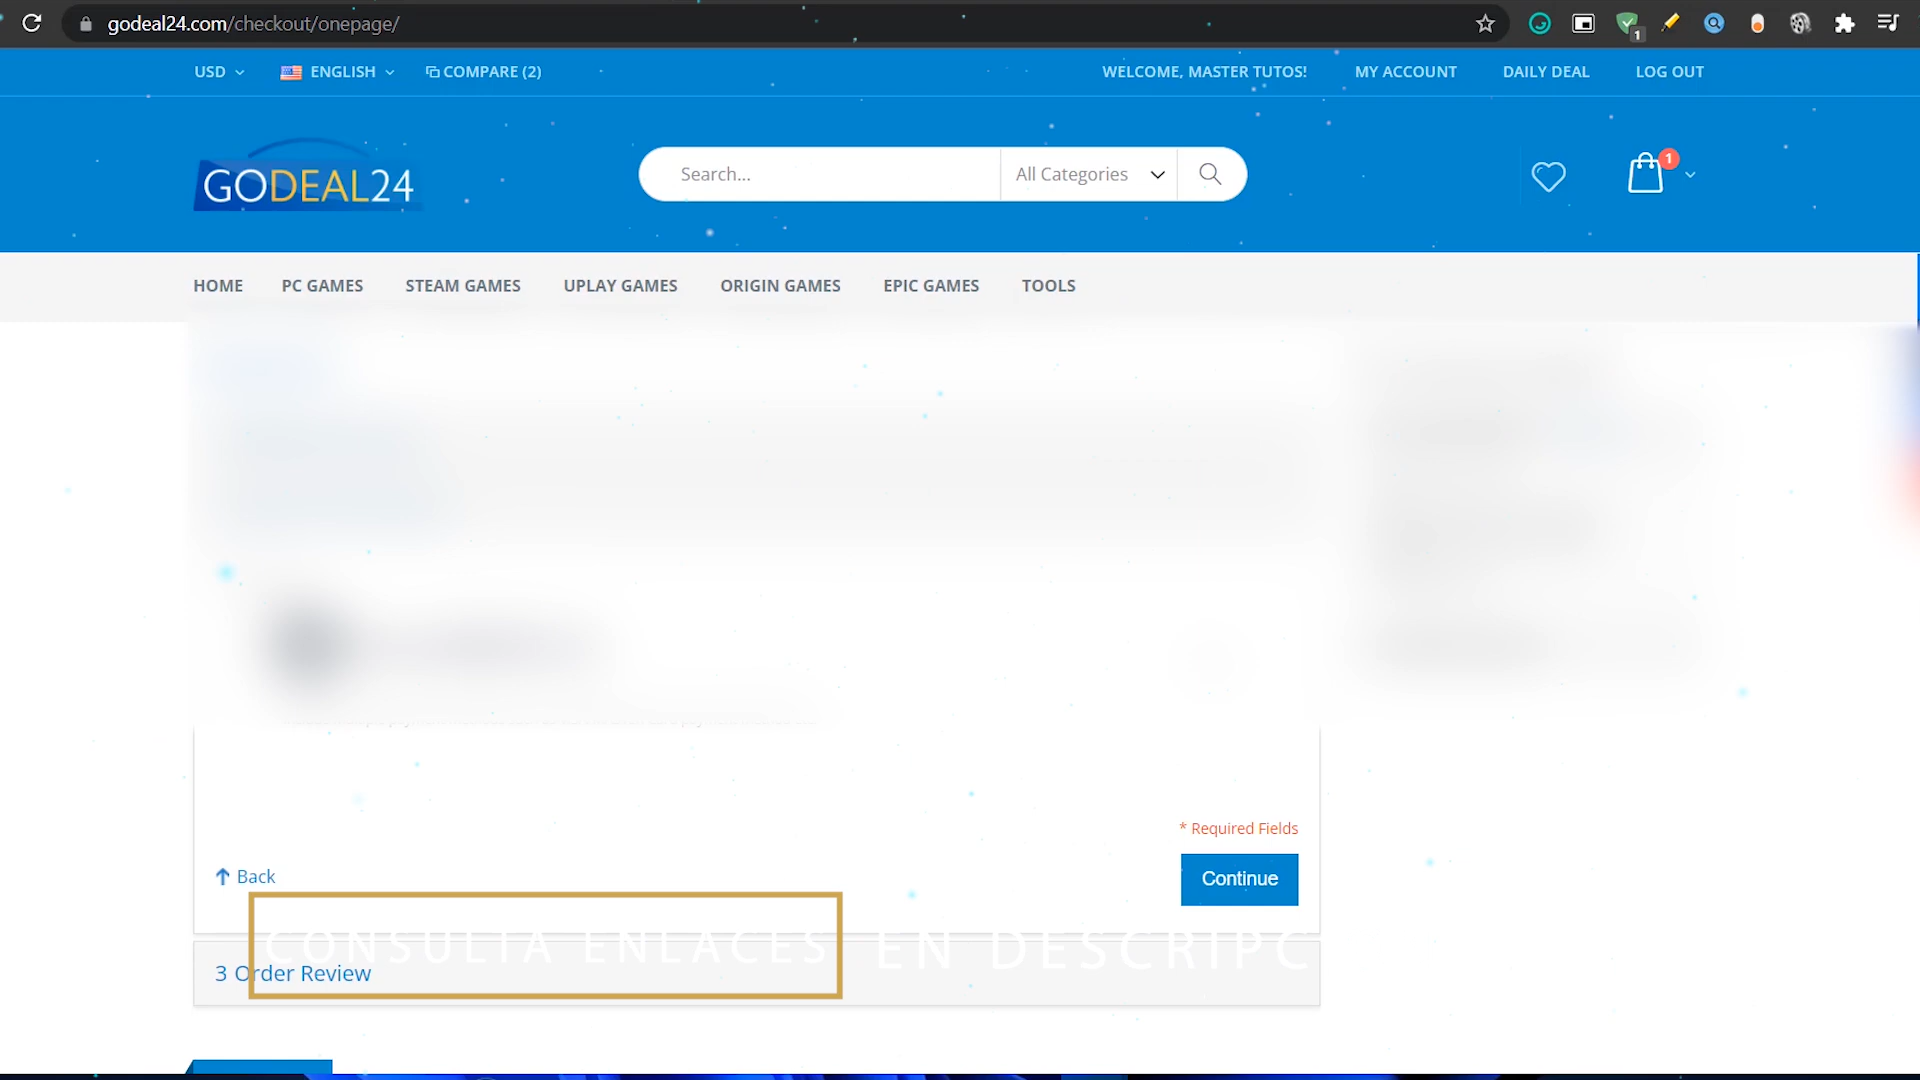 godeal24.com/checkout/onepage/
1
USD ENGLISH COMPARE (2) WELCOME, MASTER TUTOS! MY ACCOUNT DAILY DEAL LOG OUT
GODEAL24 Search... All Categories 1
HOME PC GAMES STEAM GAMES UPLAY GAMES ORIGIN GAMES EPIC GAMES TOOLS
* Required Fields
Back Continue
CONSULTA ENLACES EN DESCRIPC
3 Order Review